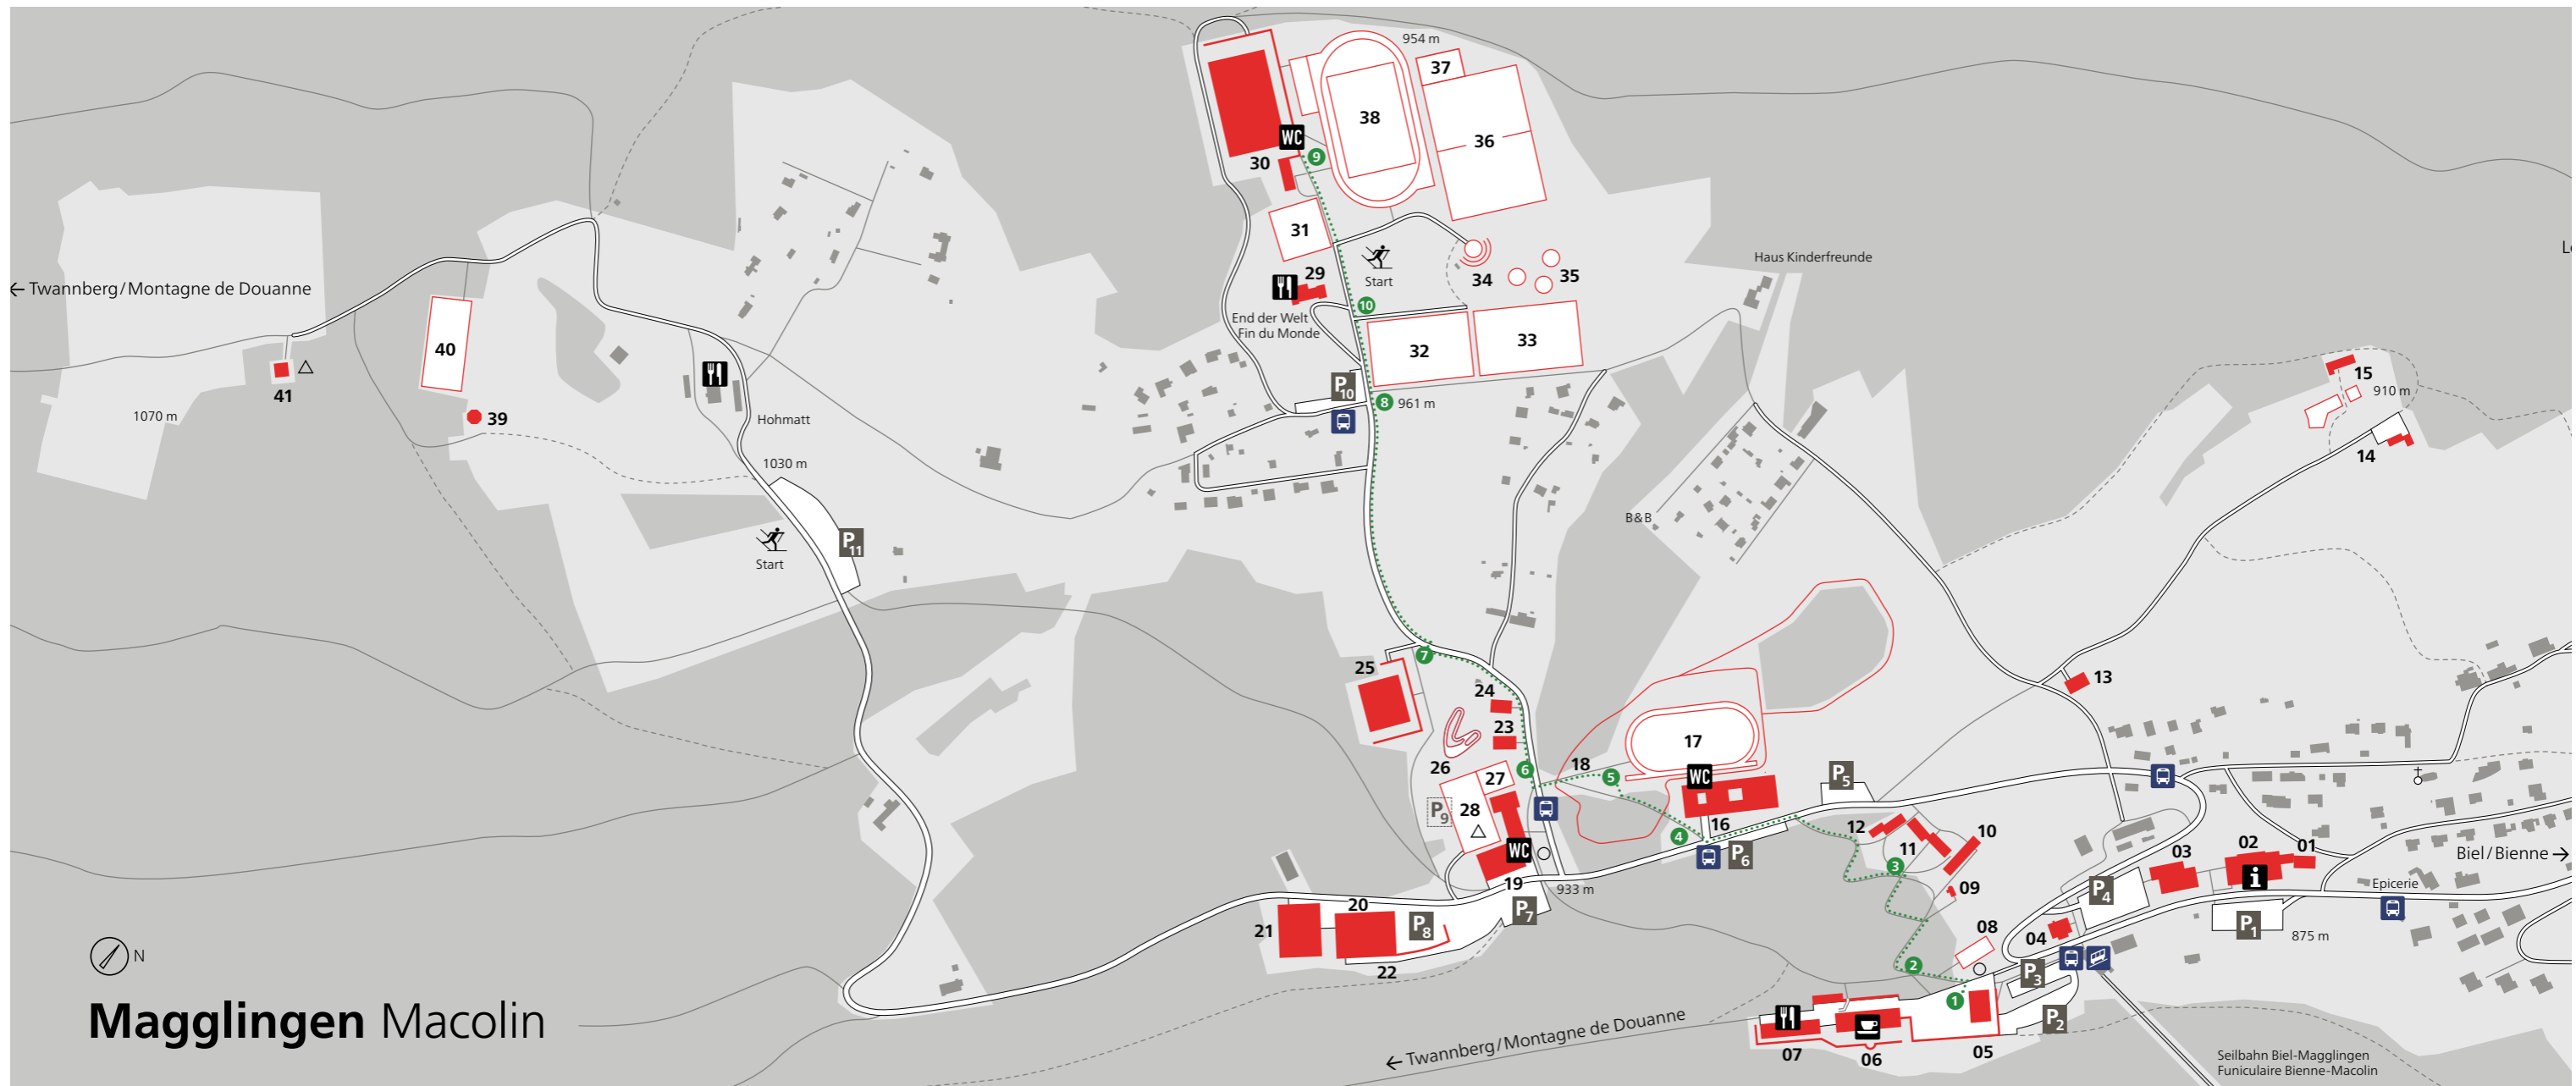 954 m
37
38
36
WC
9
30
31
Haus Kinderfreunde
29
34
35
Start
Le
← Twannberg / Montagne de Douanne
10
End der Welt
Fin du Monde
40
32
33
P10
15
41
910 m
1070 m
8
961 m
39
Hohmatt
14
1030 m
B&B
P11
Start
7
25
13
24
23
17
26
18
6
5
WC
27
P5
P9
28
16
12
10
4
11
02
01
WC
P6
03
Biel / Bienne →
3
i
19
933 m
09
Epicerie
P4
20
P7
P8
P1
21
08
04
875 m
N
22
2
P3
Magglingen Macolin
1
P2
← Twannberg / Montagne de Douanne
07
06
05
Seilbahn Biel-Magglingen
Funiculaire Bienne-Macolin